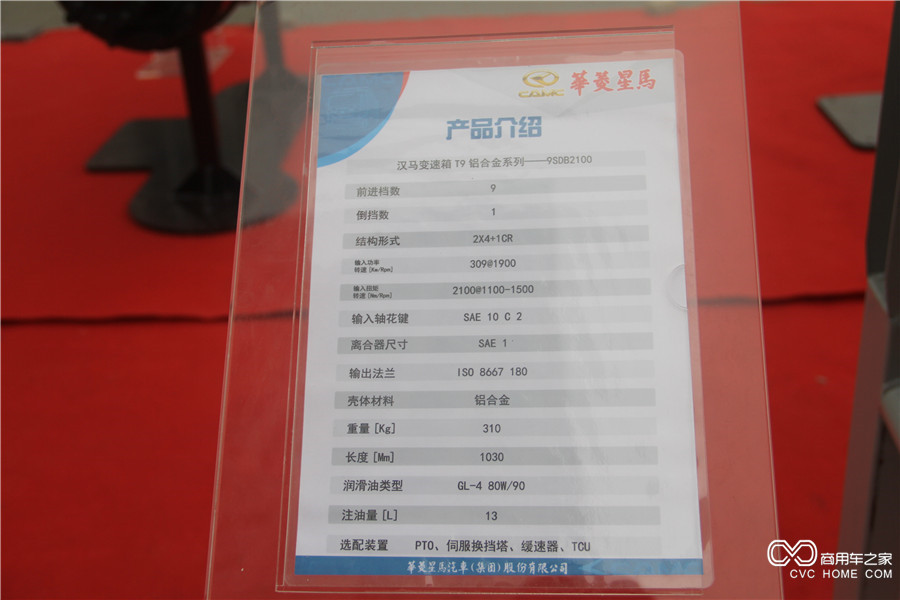 CAMC 華菱星馬
产品介绍
汉马变速箱 T9 铝合金系列——9SDB2100
前进档数 9
倒挡数 1
结构形式 2X4+1CR
输入功率
转速 [Kw/Rpm] 309@1900
输入扭矩
转速 [Nm/Rpm] 2100@1100-1500
输入轴花键 SAE 10 C 2
离合器尺寸 SAE 1
输出法兰 ISO 8667 180
壳体材料 铝合金
重量 [Kg] 310
长度 [Mm] 1030
润滑油类型 GL-4 80W/90
注油量 [L] 13
选配装置 PTO、伺服换挡塔、缓速器、TCU
華菱星馬汽車(集团)股份有限公司
商用车之家
CVC HOME COM